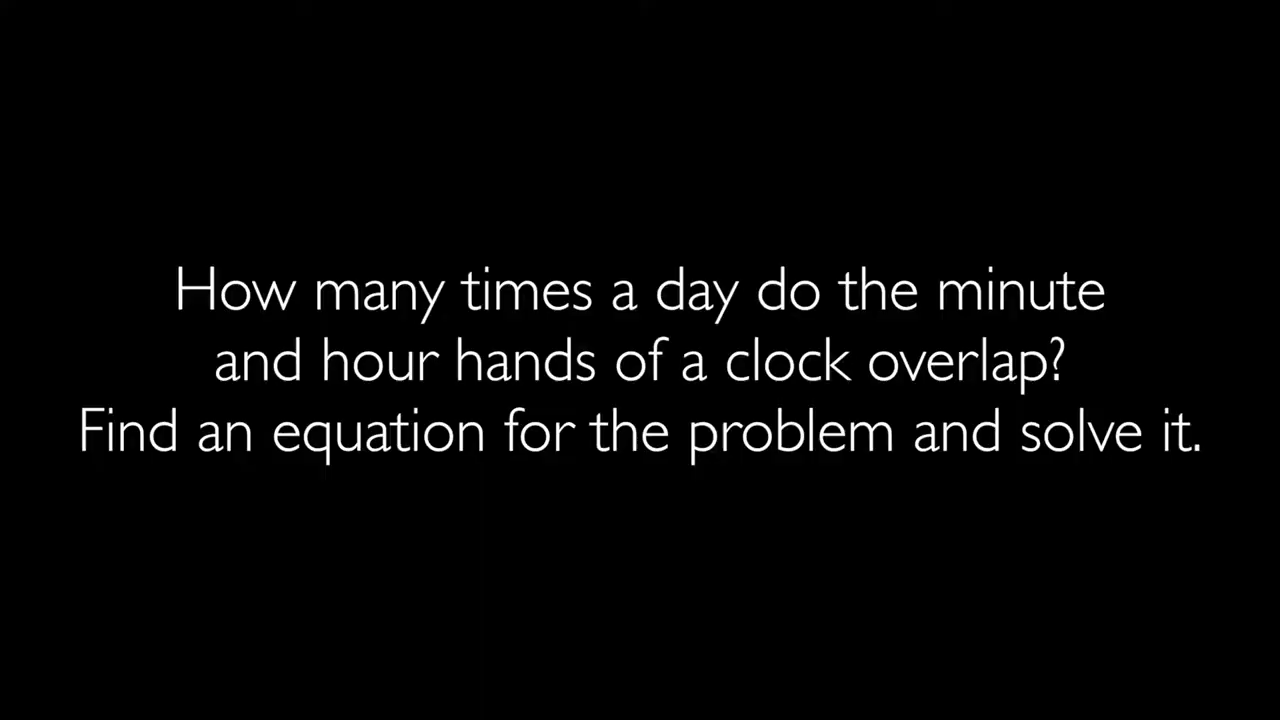 How many times a day do the minute
and hour hands of a clock overlap?
Find an equation for the problem and solve it.